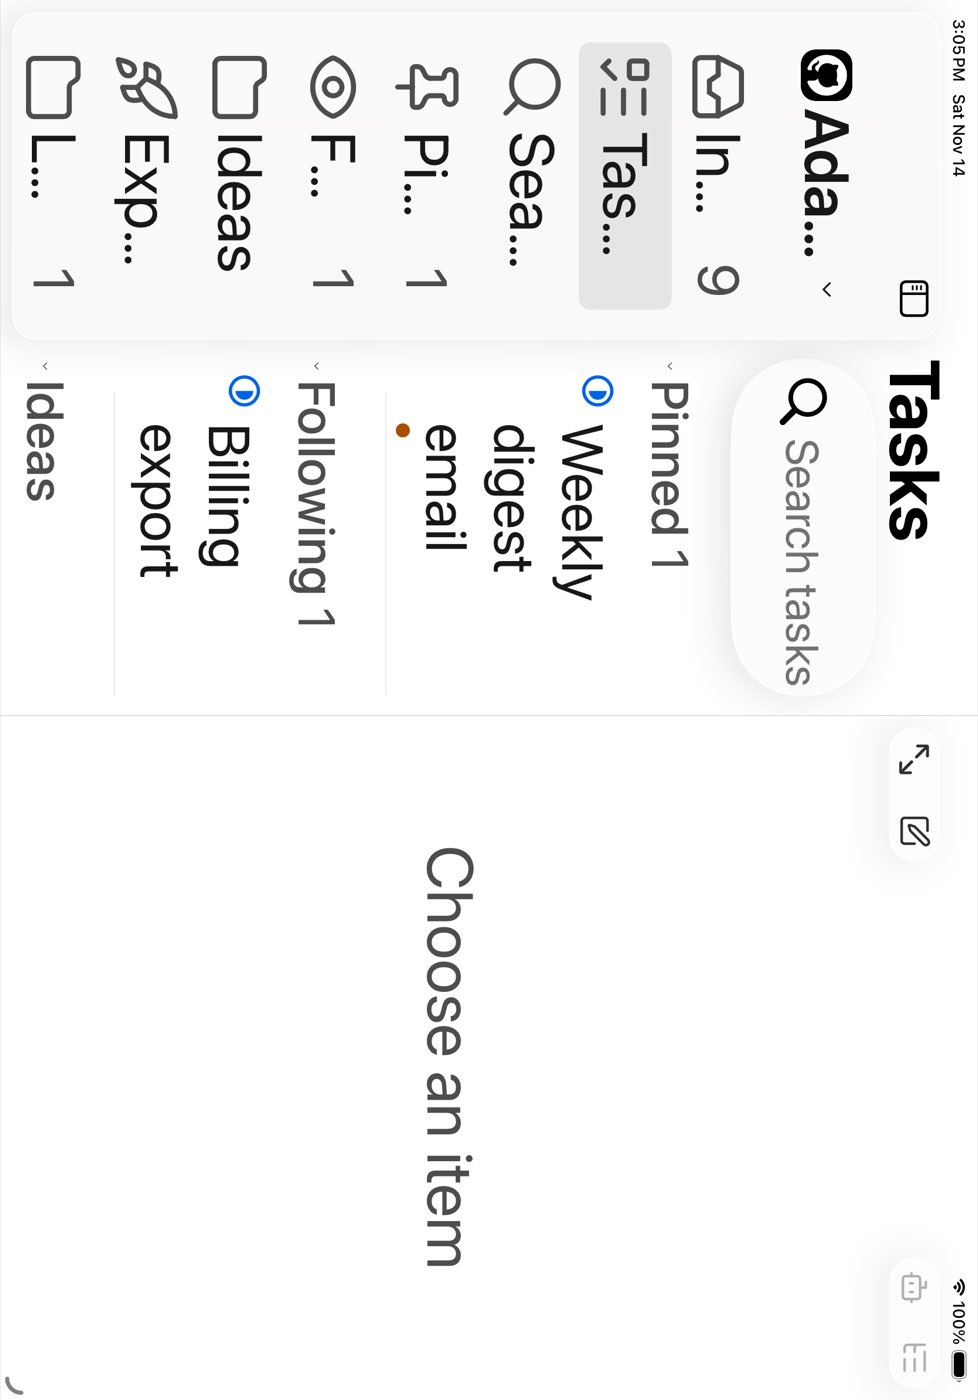 3:05 PM Sat Nov 14
100%
Ada...
In... 9
Tas...
Sea...
Pi... 1
F... 1
Ideas
Exp...
L... 1
Tasks
Search tasks
Pinned 1
Weekly
digest
email
Following 1
Billing
export
Ideas
Choose an item